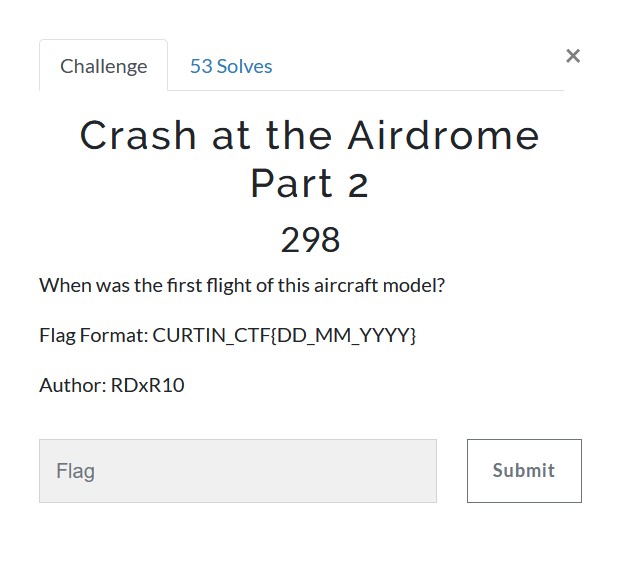 Challenge
53 Solves
×
Crash at the Airdrome
Part 2
298
When was the first flight of this aircraft model?
Flag Format: CURTIN_CTF{DD_MM_YYYY}
Author: RDxR10
Flag
Submit